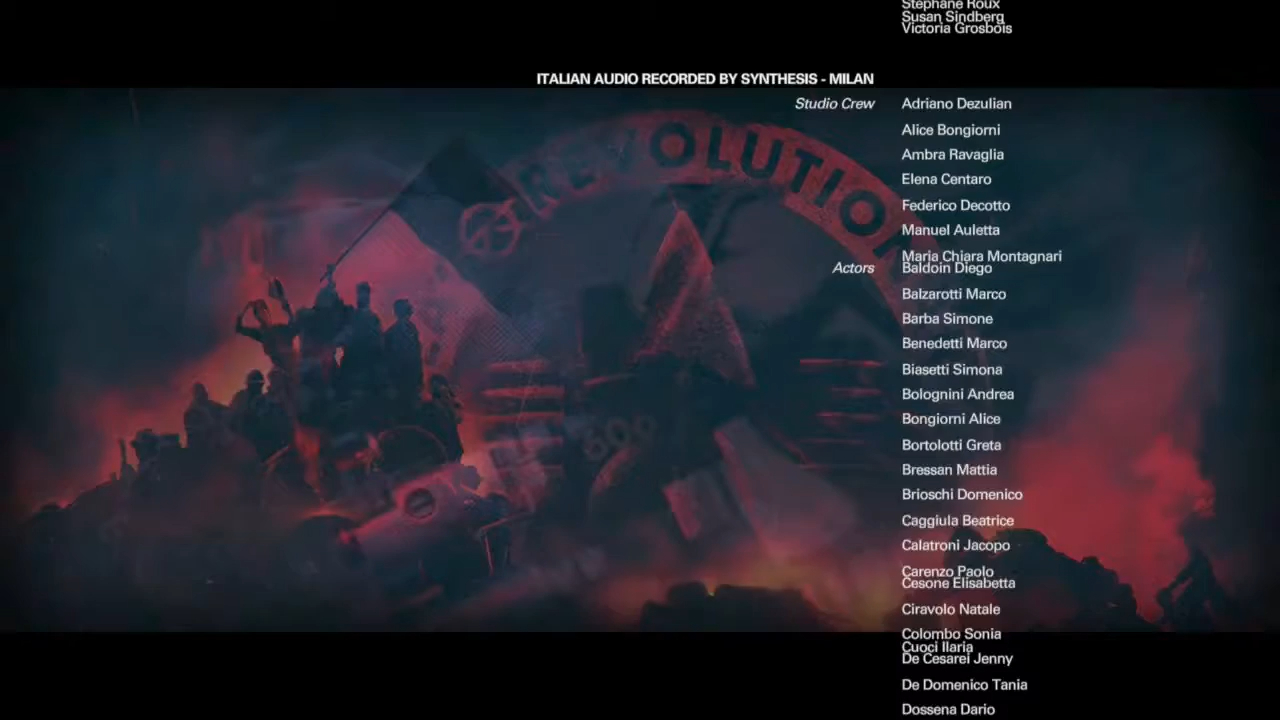 Stephane Roux
Susan Sindberg
Victoria Grosbois
ITALIAN AUDIO RECORDED BY SYNTHESIS - MILAN
Studio Crew Adriano Dezulian
Alice Bongiorni
Ambra Ravaglia
Elena Centaro
Federico Decotto
Manuel Auletta
Maria Chiara Montagnari
Actors Baldoin Diego
Balzarotti Marco
Barba Simone
Benedetti Marco
Biasetti Simona
Bolognini Andrea
Bongiorni Alice
Bortolotti Greta
Bressan Mattia
Brioschi Domenico
Caggiula Beatrice
Calatroni Jacopo
Carenzo Paolo
Cesone Elisabetta
Ciravolo Natale
Colombo Sonia
Cuoci Ilaria
De Cesarei Jenny
De Domenico Tania
Dossena Dario
REVOLUTION